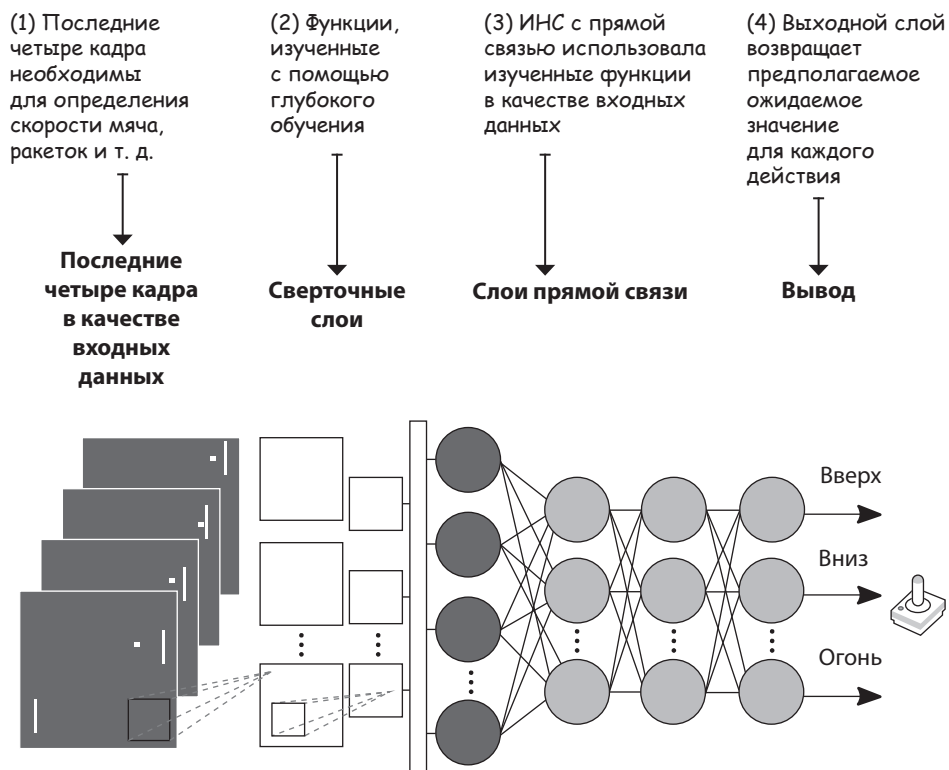 (1) Последние
четыре кадра
необходимы
для определения
скорости мяча,
ракеток и т. д.
(2) Функции,
изученные
с помощью
глубокого
обучения
(3) ИНС с прямой
связью использовала
изученные функции
в качестве входных
данных
(4) Выходной слой
возвращает
предполагаемое
ожидаемое
значение
для каждого
действия
Последние
четыре кадра
в качестве
входных
данных
Сверточные
слои
Слои прямой связи
Вывод
Вверх
Вниз
Огонь